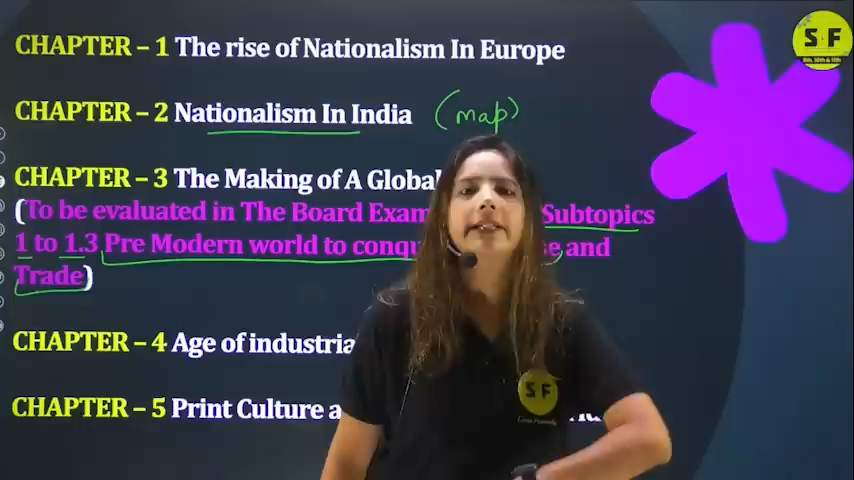 CHAPTER – 1 The rise of Nationalism In Europe
S F
CHAPTER – 2 Nationalism In India (map)
CHAPTER – 3 The Making of A Global
(To be evaluated in The Board Exam Subtopics
1 to 1.3 Pre Modern world to conqu se and
Trade)
CHAPTER – 4 Age of industria
S F
CHAPTER – 5 Print Culture a